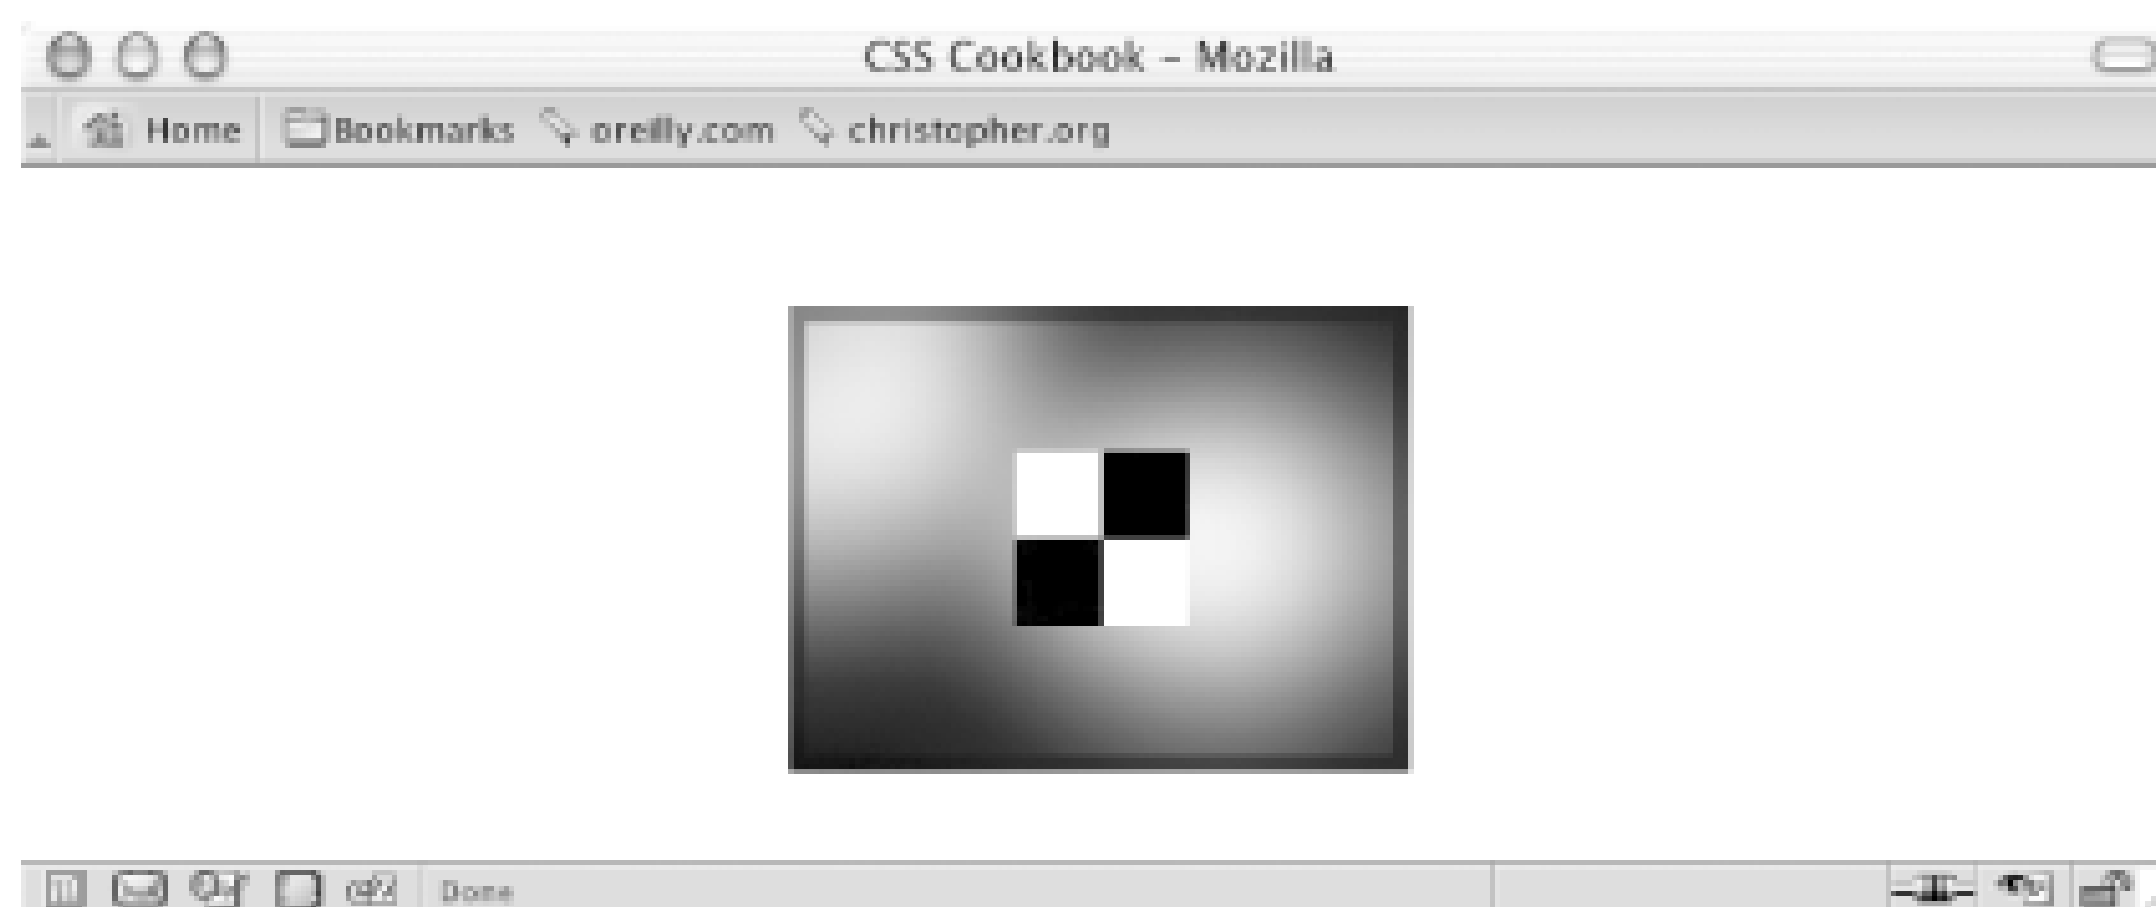 CSS Cookbook – Mozilla
Home Bookmarks oreilly.com christopher.org
Done